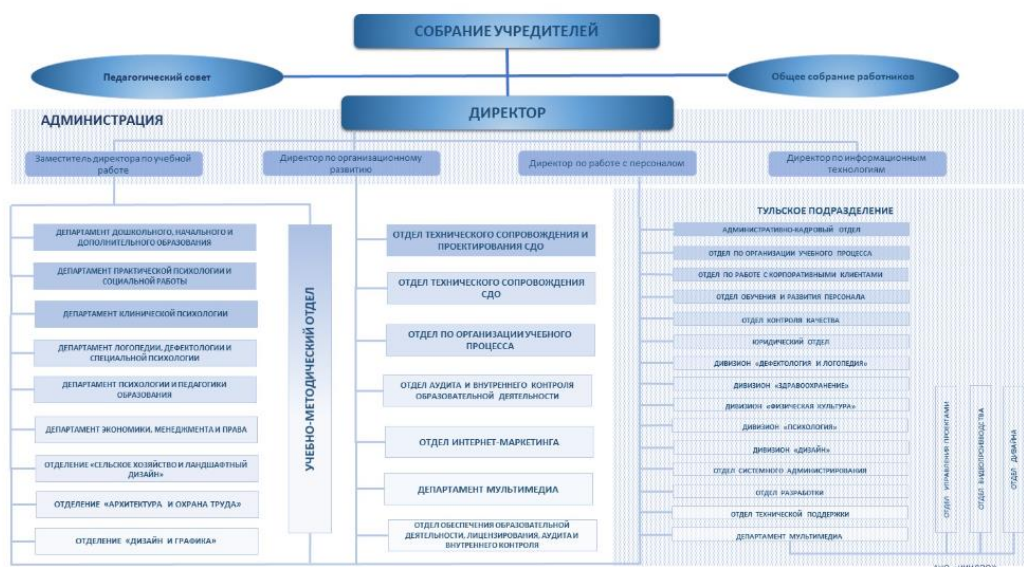 СОБРАНИЕ УЧРЕДИТЕЛЕЙ
Педагогический совет
Общее собрание работников
ДИРЕКТОР
АДМИНИСТРАЦИЯ
Заместитель директора по учебной
работе
Директор по организационному
развитию
Директор по работе с персоналом
Директор по информационным
технологиям
ДЕПАРТАМЕНТ ДОШКОЛЬНОГО, НАЧАЛЬНОГО И
ДОПОЛНИТЕЛЬНОГО ОБРАЗОВАНИЯ
ДЕПАРТАМЕНТ ПРАКТИЧЕСКОЙ ПСИХОЛОГИИ И
СОЦИАЛЬНОЙ РАБОТЫ
ДЕПАРТАМЕНТ КЛИНИЧЕСКОЙ ПСИХОЛОГИИ
ДЕПАРТАМЕНТ ЛОГОПЕДИИ, ДЕФЕКТОЛОГИИ И
СПЕЦИАЛЬНОЙ ПСИХОЛОГИИ
ДЕПАРТАМЕНТ ПСИХОЛОГИИ И ПЕДАГОГИКИ
ОБРАЗОВАНИЯ
ДЕПАРТАМЕНТ ЭКОНОМИКИ, МЕНЕДЖМЕНТА И ПРАВА
ОТДЕЛЕНИЕ «СЕЛЬСКОЕ ХОЗЯЙСТВО И ЛАНДШАФТНЫЙ
ДИЗАЙН»
ОТДЕЛЕНИЕ «АРХИТЕКТУРА И ОХРАНА ТРУДА»
ОТДЕЛЕНИЕ «ДИЗАЙН И ГРАФИКА»
УЧЕБНО-МЕТОДИЧЕСКИЙ ОТДЕЛ
ОТДЕЛ ТЕХНИЧЕСКОГО СОПРОВОЖДЕНИЯ И
ПРОЕКТИРОВАНИЯ СДО
ОТДЕЛ ТЕХНИЧЕСКОГО СОПРОВОЖДЕНИЯ
СДО
ОТДЕЛ ПО ОРГАНИЗАЦИИ УЧЕБНОГО
ПРОЦЕССА
ОТДЕЛ АУДИТА И ВНУТРЕННЕГО КОНТРОЛЯ
ОБРАЗОВАТЕЛЬНОЙ ДЕЯТЕЛЬНОСТИ
ОТДЕЛ ИНТЕРНЕТ-МАРКЕТИНГА
ДЕПАРТАМЕНТ МУЛЬТИМЕДИА
ОТДЕЛ ОБЕСПЕЧЕНИЯ ОБРАЗОВАТЕЛЬНОЙ
ДЕЯТЕЛЬНОСТИ, ЛИЦЕНЗИРОВАНИЯ, АУДИТА И
ВНУТРЕННЕГО КОНТРОЛЯ
ТУЛЬСКОЕ ПОДРАЗДЕЛЕНИЕ
АДМИНИСТРАТИВНО-КАДРОВЫЙ ОТДЕЛ
ОТДЕЛ ПО ОРГАНИЗАЦИИ УЧЕБНОГО ПРОЦЕССА
ОТДЕЛ ПО РАБОТЕ С КОРПОРАТИВНЫМИ КЛИЕНТАМИ
ОТДЕЛ ОБУЧЕНИЯ И РАЗВИТИЯ ПЕРСОНАЛА
ОТДЕЛ КОНТРОЛЯ КАЧЕСТВА
ЮРИДИЧЕСКИЙ ОТДЕЛ
ДИВИЗИОН «ДЕФЕКТОЛОГИЯ И ЛОГОПЕДИЯ»
ДИВИЗИОН «ЗДРАВООХРАНЕНИЕ»
ДИВИЗИОН «ФИЗИЧЕСКАЯ КУЛЬТУРА»
ДИВИЗИОН «ПСИХОЛОГИЯ»
ДИВИЗИОН «ДИЗАЙН»
ОТДЕЛ СИСТЕМНОГО АДМИНИСТРИРОВАНИЯ
ОТДЕЛ РАЗРАБОТКИ
ОТДЕЛ ТЕХНИЧЕСКОЙ ПОДДЕРЖКИ
ДЕПАРТАМЕНТ МУЛЬТИМЕДИА
ОТДЕЛ УПРАВЛЕНИЯ ПРОЕКТАМИ
ОТДЕЛ ВИДЕОПРОИЗВОДСТВА
ОТДЕЛ ДИЗАЙНА